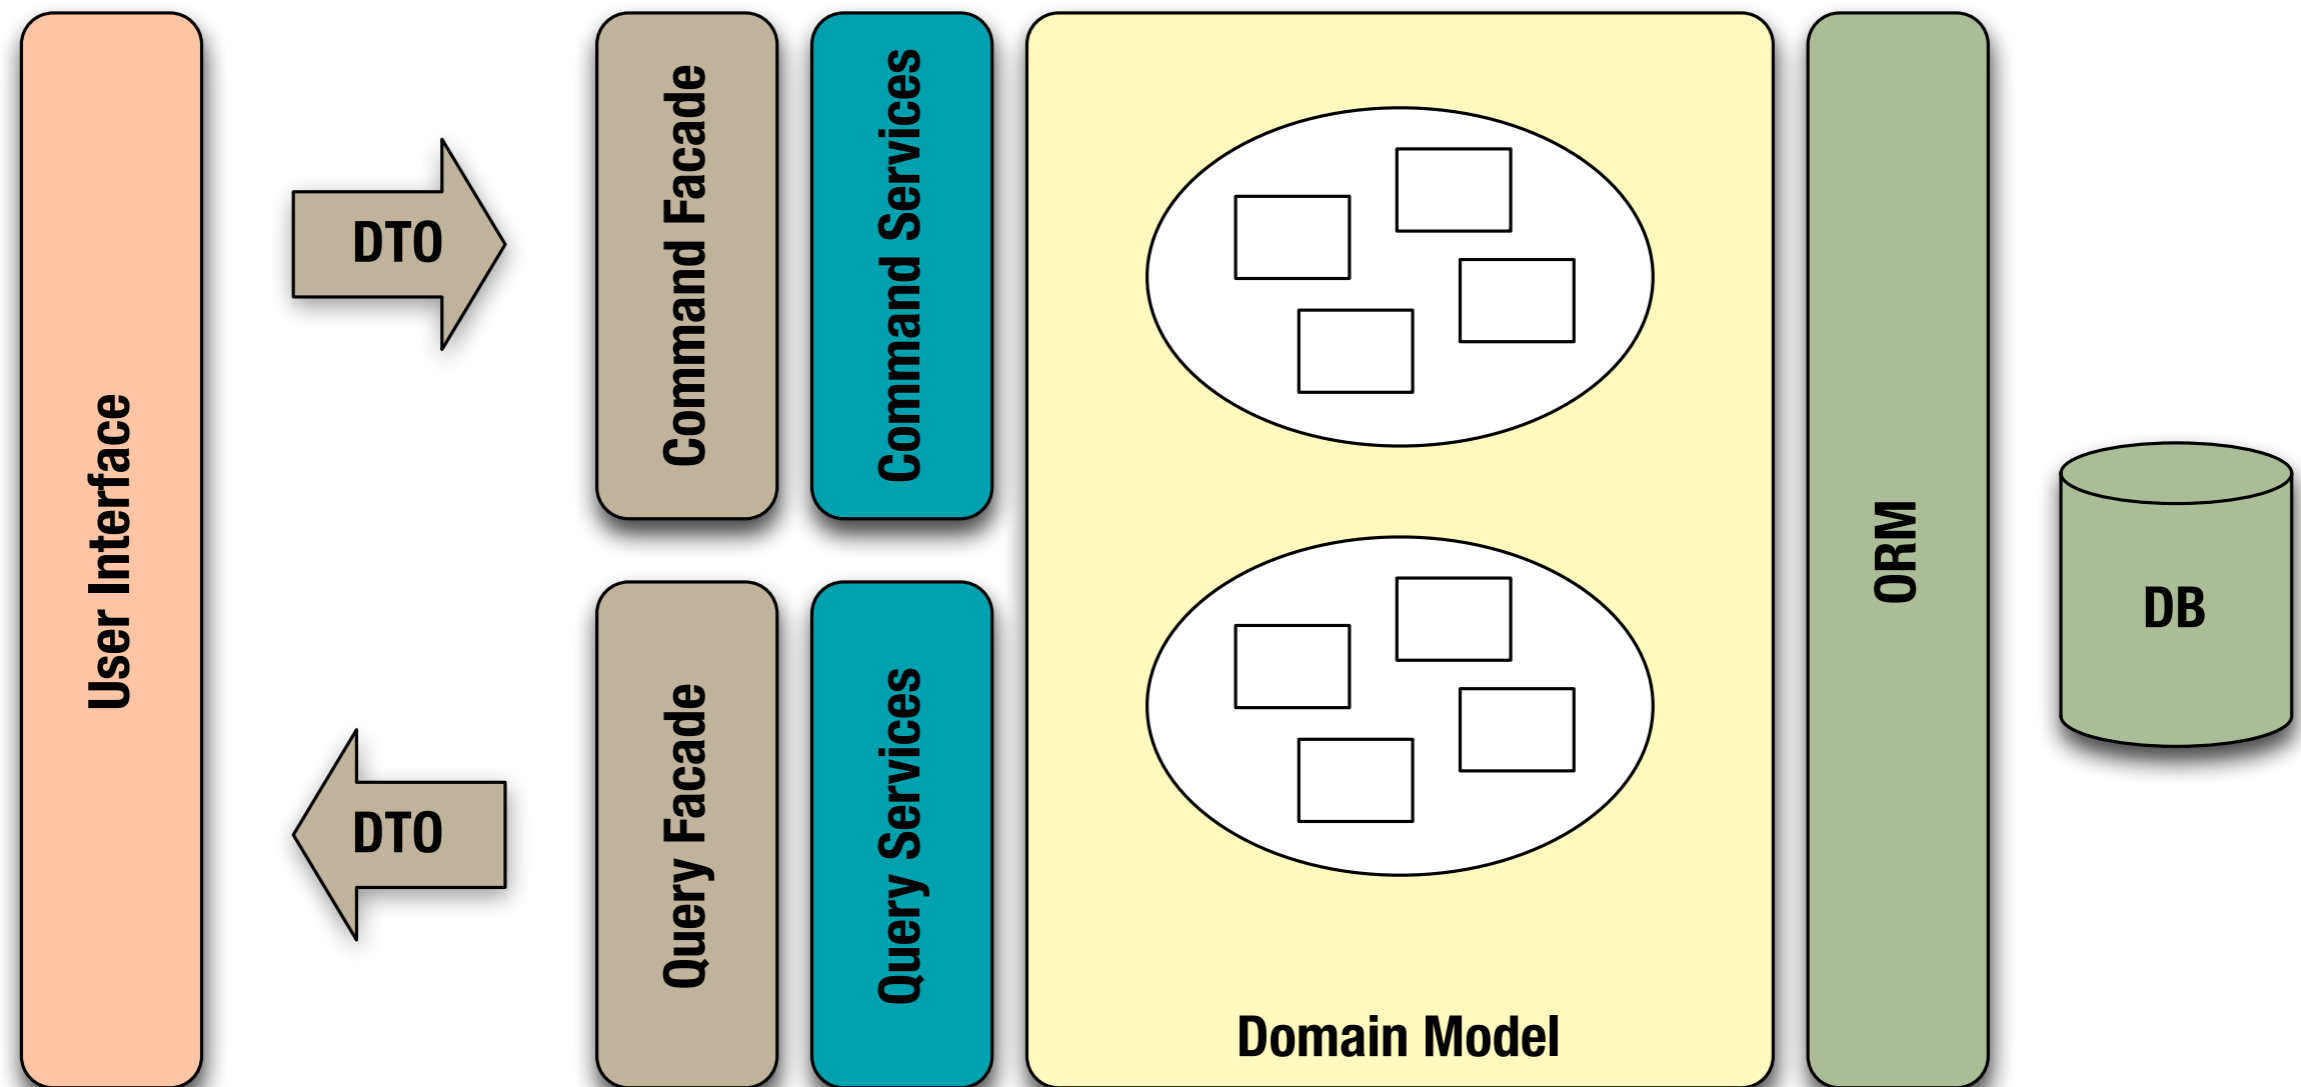 User Interface
DTO
DTO
Command Facade
Command Services
Query Facade
Query Services
Domain Model
ORM
DB